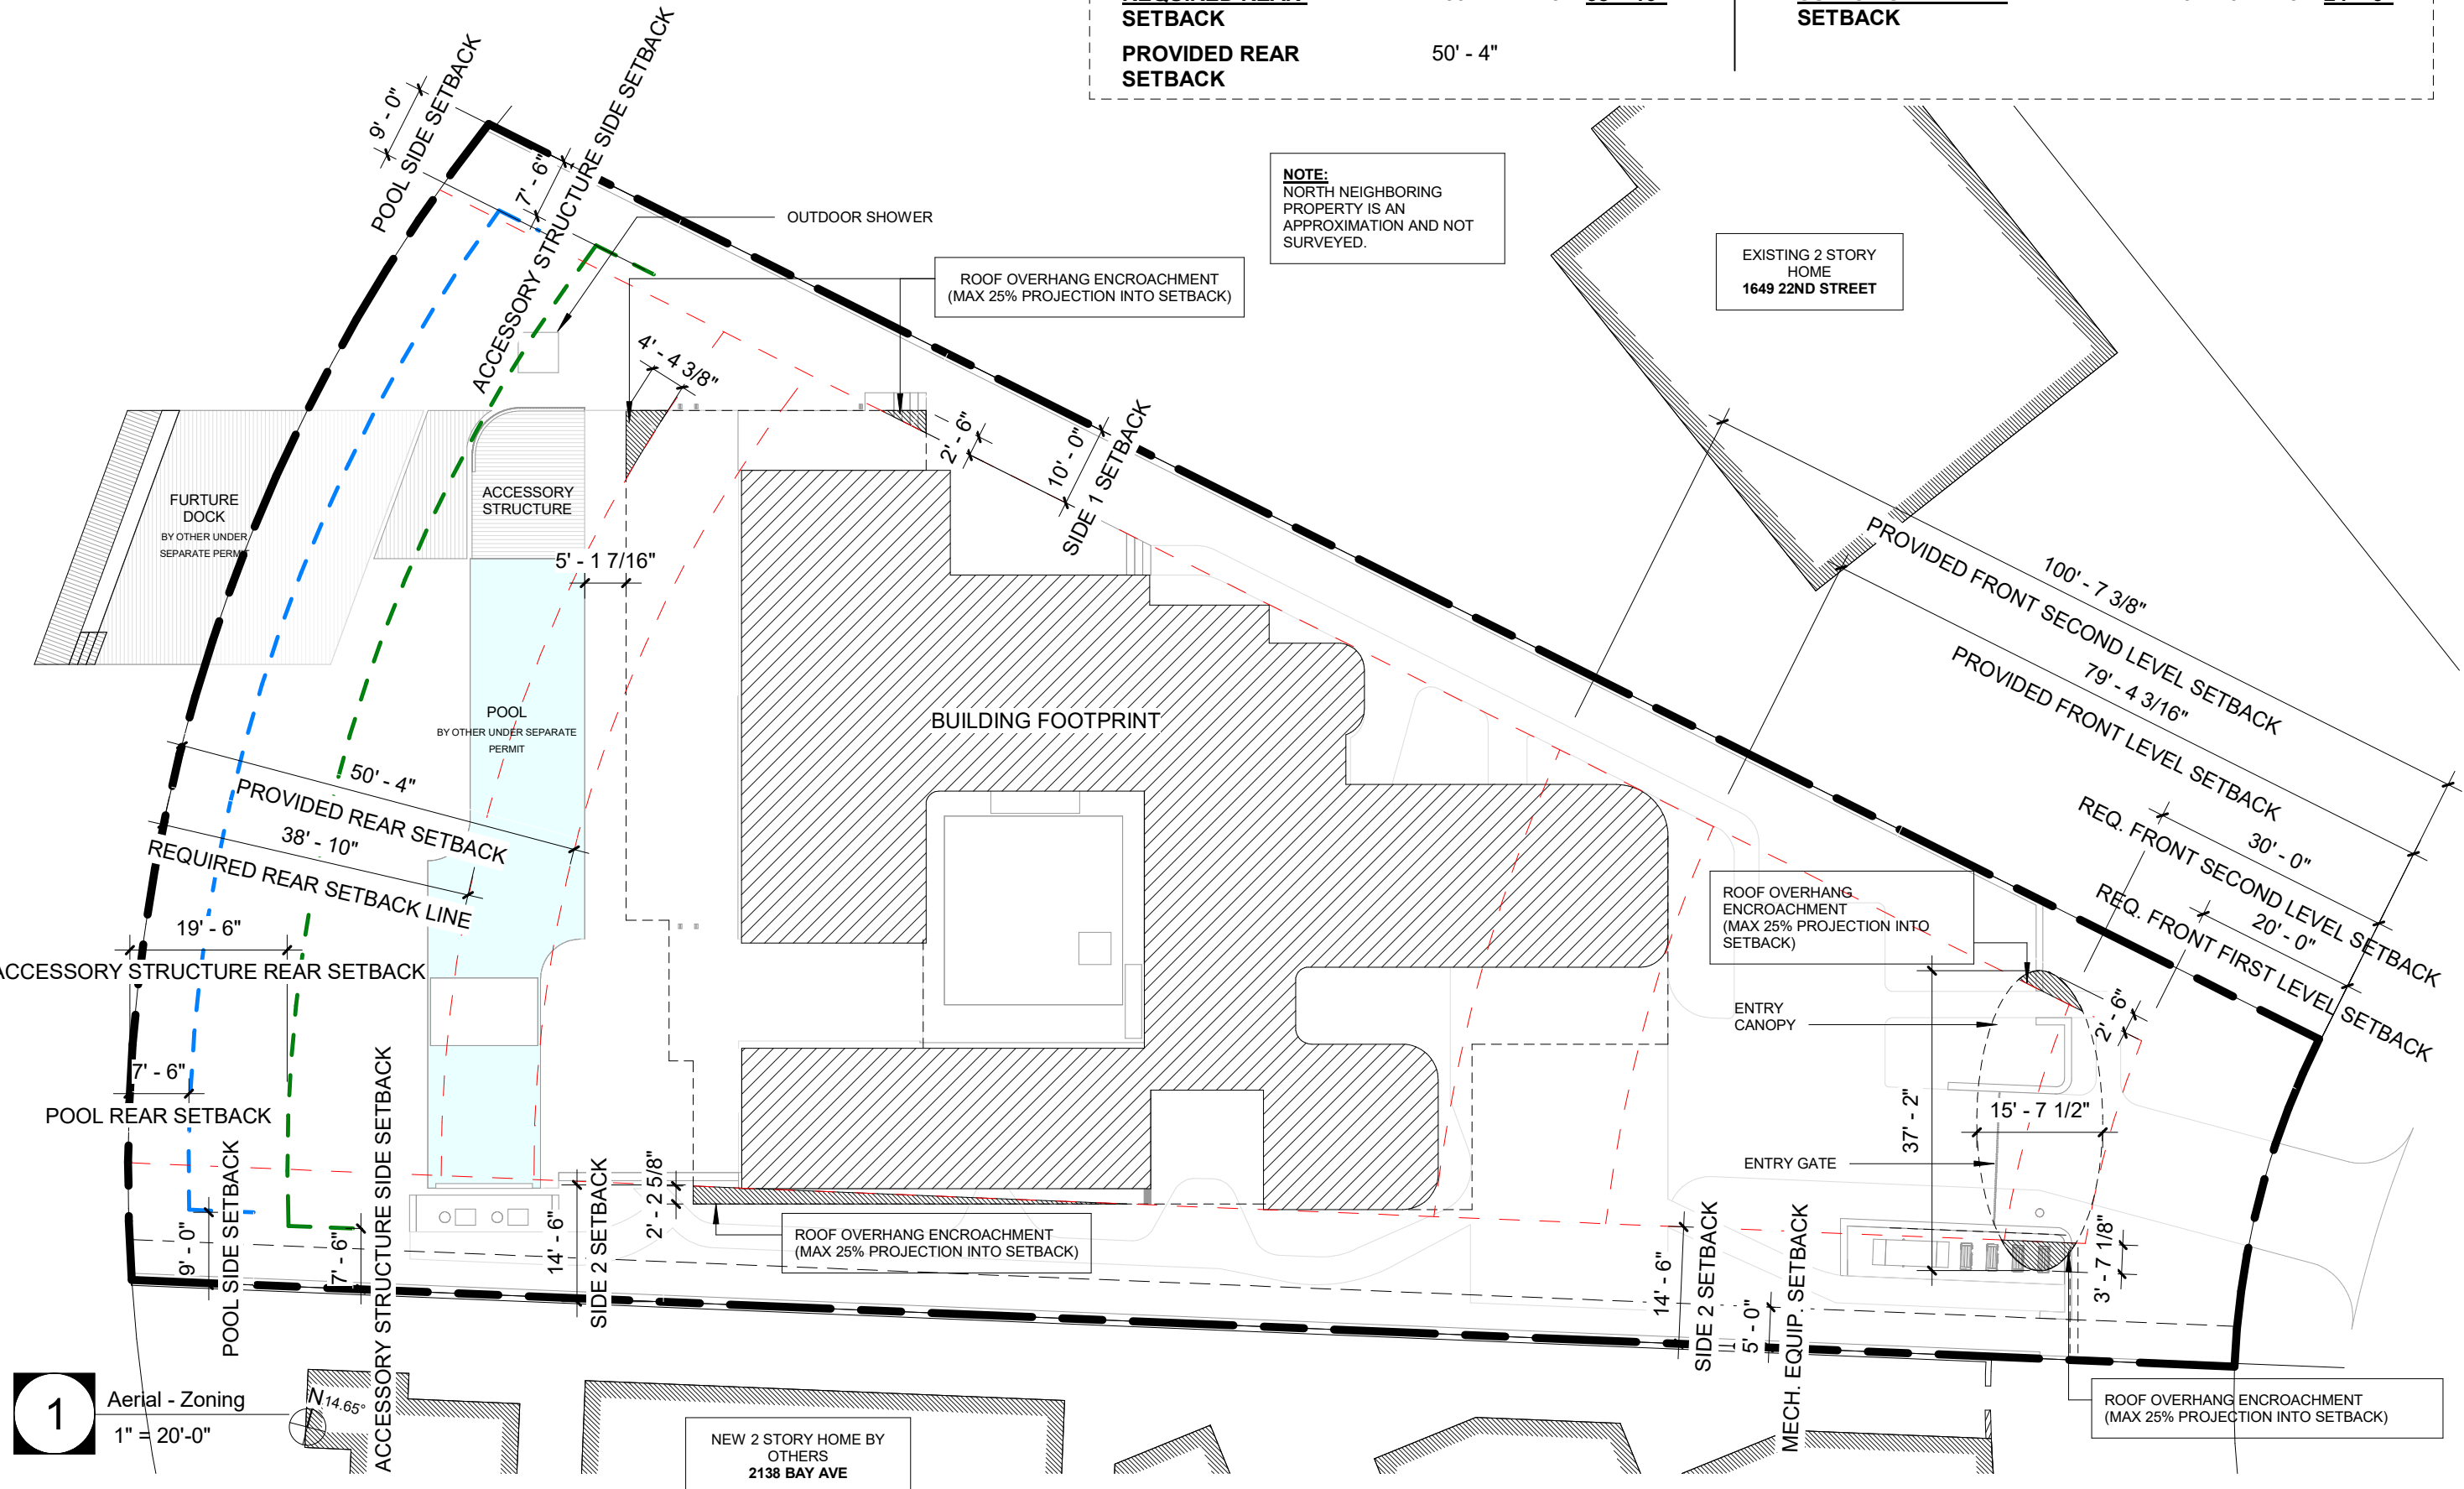 SETBACK
PROVIDED REAR SETBACK 50' - 4"
SETBACK
9' - 0"
POOL SIDE SETBACK
7' - 6"
ACCESSORY STRUCTURE SIDE SETBACK
OUTDOOR SHOWER
ROOF OVERHANG ENCROACHMENT
(MAX 25% PROJECTION INTO SETBACK)
NOTE:
NORTH NEIGHBORING
PROPERTY IS AN
APPROXIMATION AND NOT
SURVEYED.
EXISTING 2 STORY
HOME
1649 22ND STREET
4' - 4 3/8"
2' - 6"
10' - 0"
SIDE 1 SETBACK
FURTURE
DOCK
BY OTHER UNDER
SEPARATE PERMIT
ACCESSORY
STRUCTURE
5' - 1 7/16"
100' - 7 3/8"
PROVIDED FRONT SECOND LEVEL SETBACK
79' - 4 3/16"
PROVIDED FRONT LEVEL SETBACK
30' - 0"
REQ. FRONT SECOND LEVEL SETBACK
20' - 0"
REQ. FRONT FIRST LEVEL SETBACK
POOL
BY OTHER UNDER SEPARATE
PERMIT
BUILDING FOOTPRINT
50' - 4"
PROVIDED REAR SETBACK
38' - 10"
REQUIRED REAR SETBACK LINE
19' - 6"
ACCESSORY STRUCTURE REAR SETBACK
7' - 6"
POOL REAR SETBACK
ROOF OVERHANG
ENCROACHMENT
(MAX 25% PROJECTION INTO
SETBACK)
ENTRY
CANOPY
2' - 6"
37' - 2"
15' - 7 1/2"
ENTRY GATE
9' - 0"
POOL SIDE SETBACK
7' - 6"
ACCESSORY STRUCTURE SIDE SETBACK
14' - 6"
SIDE 2 SETBACK
2' - 2 5/8"
ROOF OVERHANG ENCROACHMENT
(MAX 25% PROJECTION INTO SETBACK)
14' - 6"
SIDE 2 SETBACK
5' - 0"
MECH. EQUIP. SETBACK
3' - 7 1/8"
ROOF OVERHANG ENCROACHMENT
(MAX 25% PROJECTION INTO SETBACK)
1
Aerial - Zoning
1" = 20'-0"
N 14.65°
NEW 2 STORY HOME BY
OTHERS
2138 BAY AVE